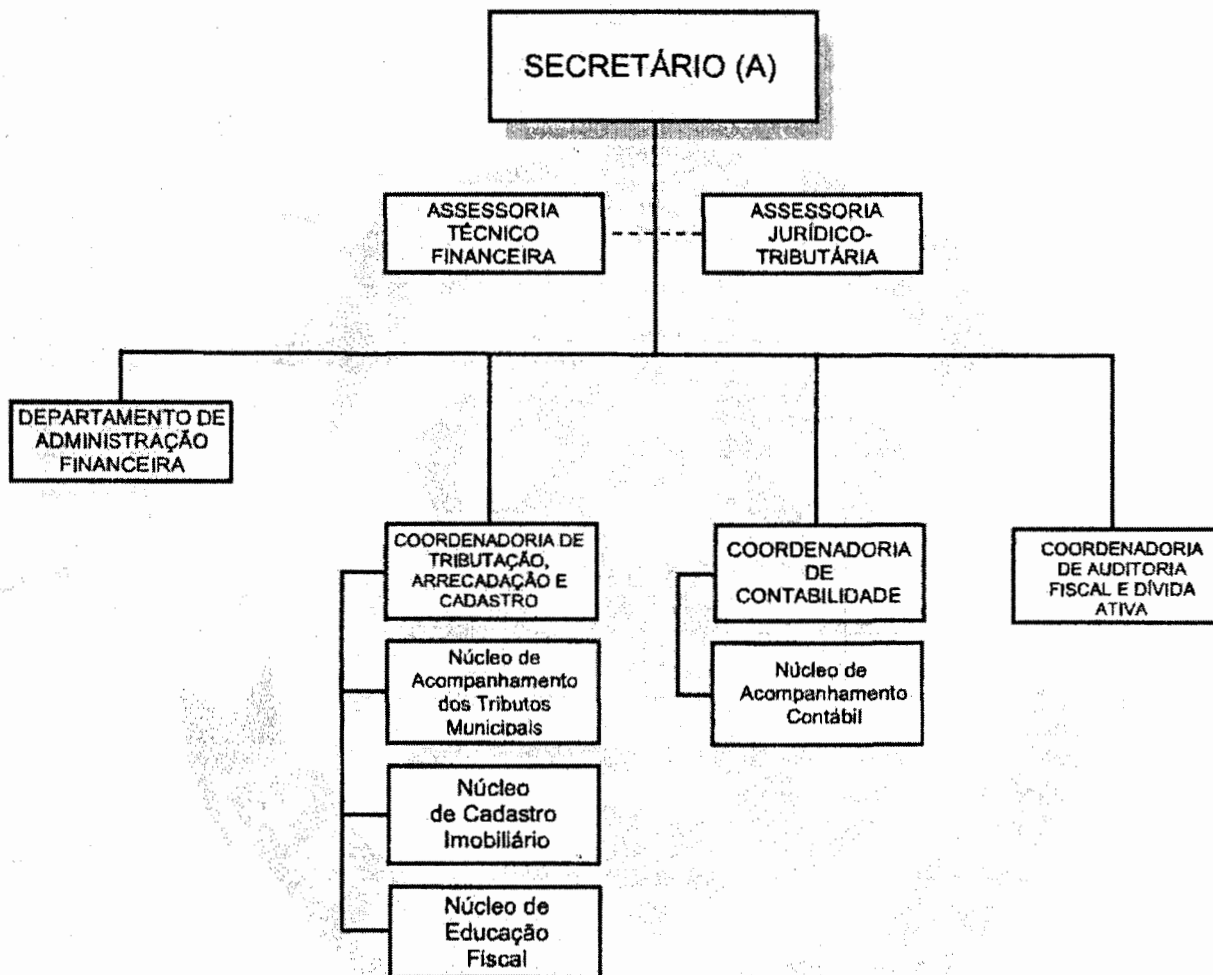 SECRETÁRIO (A)
ASSESSORIA
TÉCNICO
FINANCEIRA
ASSESSORIA
JURÍDICO-
TRIBUTÁRIA
DEPARTAMENTO DE
ADMINISTRAÇÃO
FINANCEIRA
COORDENADORIA DE
TRIBUTAÇÃO,
ARRECADAÇÃO E
CADASTRO
Núcleo de
Acompanhamento
dos Tributos
Municipais
Núcleo
de Cadastro
Imobiliário
Núcleo de
Educação
Fiscal
COORDENADORIA
DE
CONTABILIDADE
Núcleo de
Acompanhamento
Contábil
COORDENADORIA
DE AUDITORIA
FISCAL E DÍVIDA
ATIVA